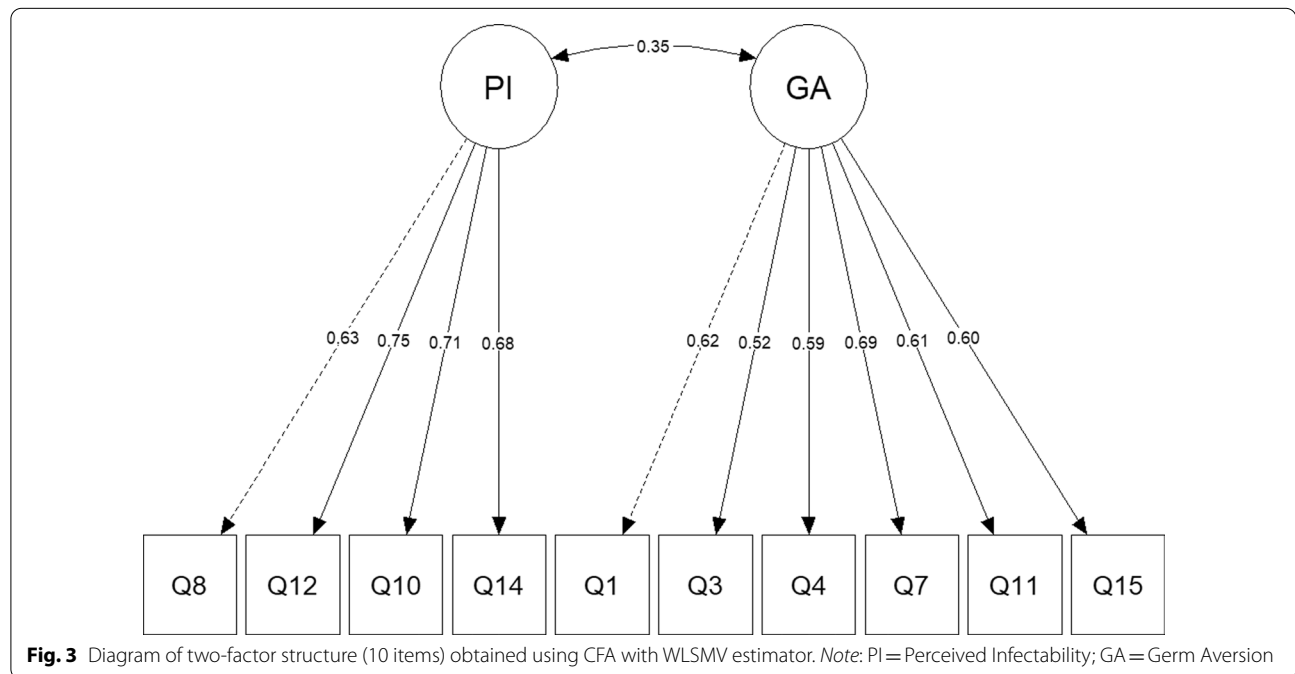 0.35
PI GA
0.63 0.75 0.71 0.68 0.62 0.52 0.59 0.69 0.61 0.60
Q8 Q12 Q10 Q14 Q1 Q3 Q4 Q7 Q11 Q15
Fig. 3 Diagram of two-factor structure (10 items) obtained using CFA with WLSMV estimator. Note: PI = Perceived Infectability; GA = Germ Aversion